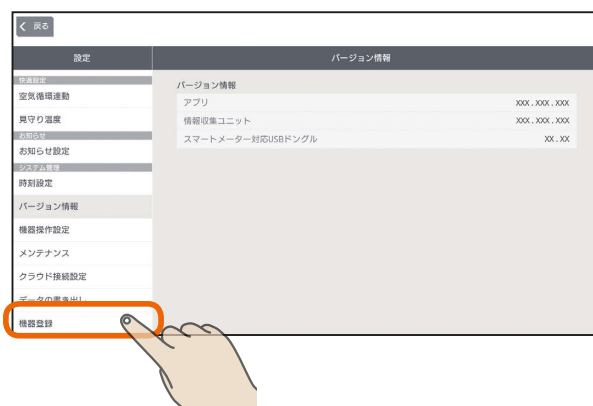 戻る
設定
バージョン情報
快適設定
空気循環連動
見守り温度
お知らせ
お知らせ設定
システム管理
時刻設定
バージョン情報
機器操作設定
メンテナンス
クラウド接続設定
データの書き出し
機器登録
バージョン情報
アプリ XXX.XXX.XXX
情報収集ユニット XXX.XXX.XXX
スマートメーター対応USBドングル XX.XX